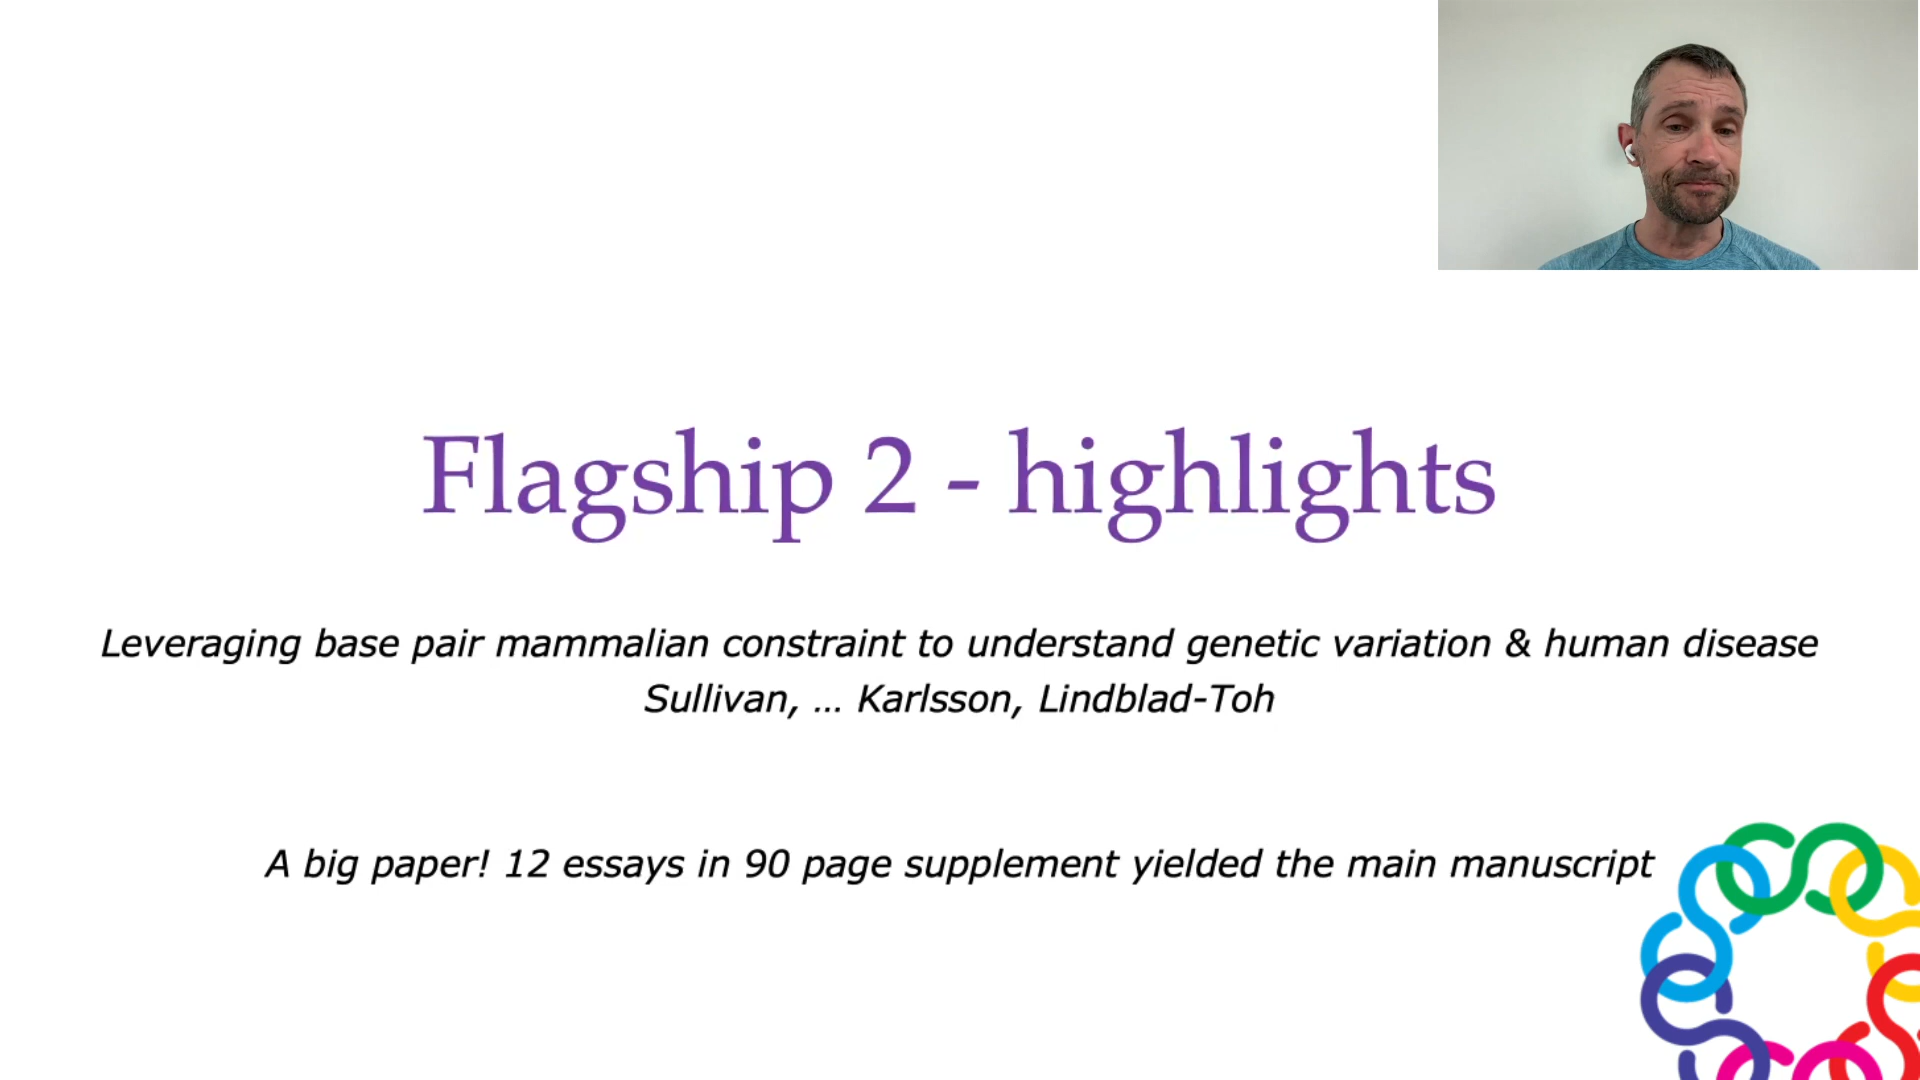 Flagship 2 - highlights
Leveraging base pair mammalian constraint to understand genetic variation & human disease
Sullivan, … Karlsson, Lindblad-Toh
A big paper! 12 essays in 90 page supplement yielded the main manuscript